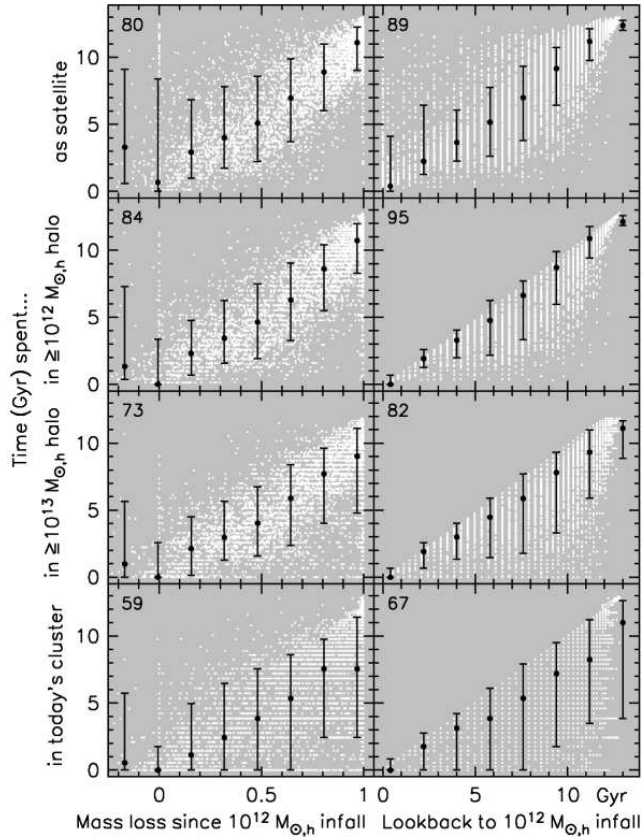 80
89
10
5
0
as satellite
84
95
10
5
0
in ≥10¹² M⊙,h halo
Time (Gyr) spent...
73
82
10
5
0
in ≥10¹³ M⊙,h halo
59
67
10
5
0
in today's cluster
0 0.5 1 0 5 10 Gyr
Mass loss since 10¹² M⊙,h infall Lookback to 10¹² M⊙,h infall